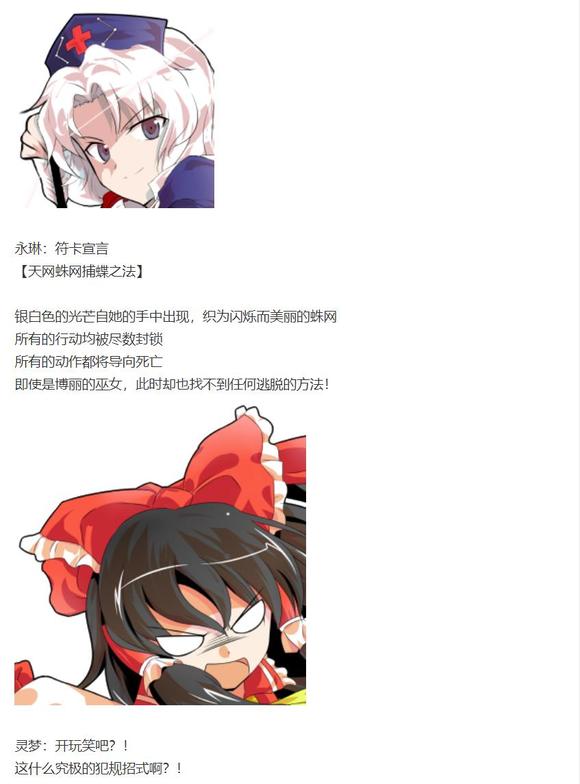 永琳：符卡宣言
【天网蛛网捕蝶之法】
银白色的光芒自她的手中出现，织为闪烁而美丽的蛛网
所有的行动均被尽数封锁
所有的动作都将导向死亡
即使是博丽的巫女，此时却也找不到任何逃脱的方法！
灵梦：开玩笑吧？！
这什么究极的犯规招式啊？！